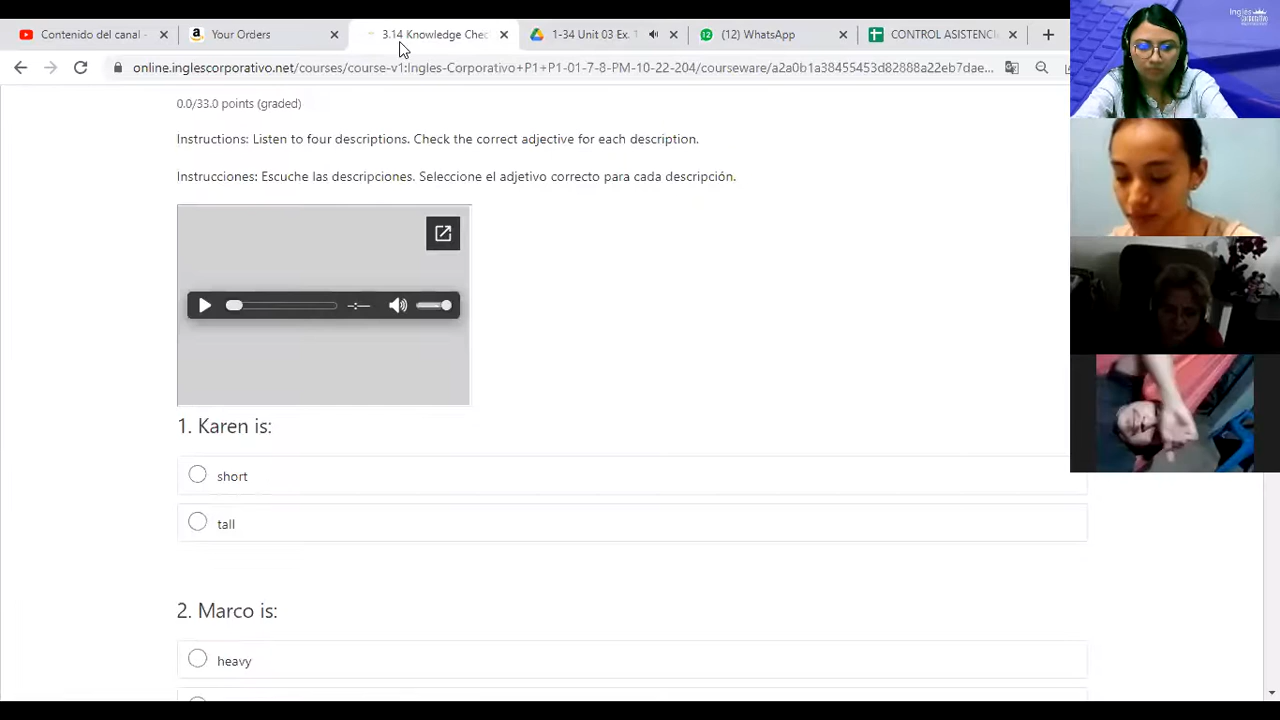 Contenido del canal -
Your Orders
3.14 Knowledge Chec
1-34 Unit 03 Ex. 1
(12) WhatsApp
CONTROL ASISTENCI
online.inglescorporativo.net/courses/course-v1:Ingles-Corporativo+P1+P1-01-7-8-PM-10-22-204/courseware/a2a0b1a38455453d82888a22eb7dae...
0.0/33.0 points (graded)
Instructions: Listen to four descriptions. Check the correct adjective for each description.
Instrucciones: Escuche las descripciones. Seleccione el adjetivo correcto para cada descripción.
1. Karen is:
short
tall
2. Marco is:
heavy